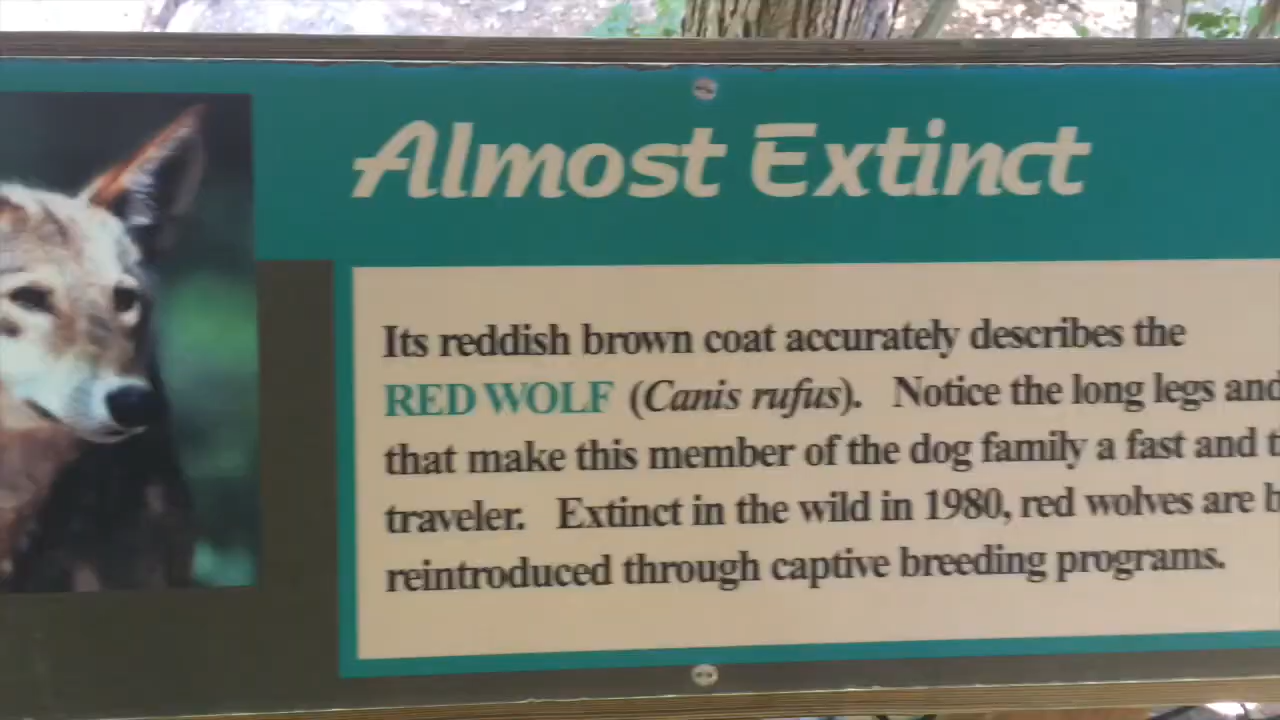 Almost Extinct
Its reddish brown coat accurately describes the
RED WOLF (Canis rufus). Notice the long legs and
that make this member of the dog family a fast and
traveler. Extinct in the wild in 1980, red wolves are
reintroduced through captive breeding programs.